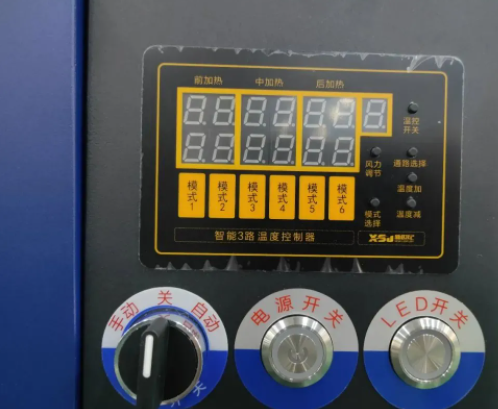 前加热 中加热 后加热
温控
开关
风力
调节
通路选择
温度加
模式
选择
温度减
模式1 模式2 模式3 模式4 模式5 模式6
智能3路温度控制器
XSd
手动 关 自动
电源开关
LED开关
关